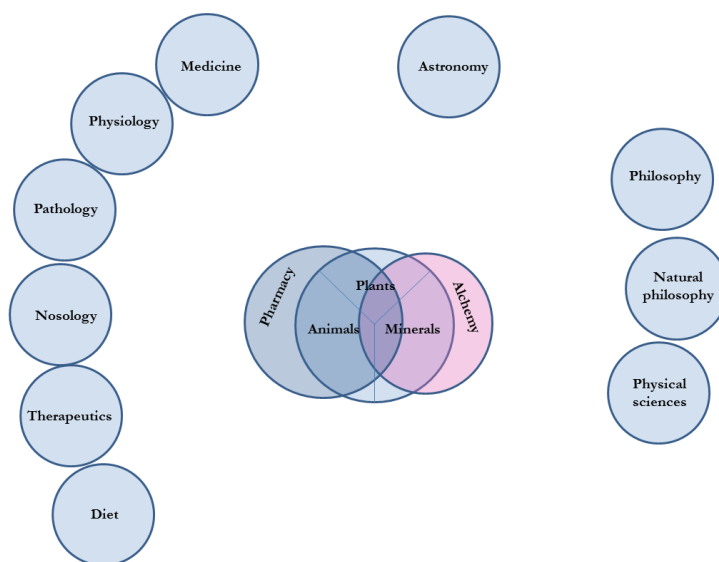 Medicine
Astronomy
Physiology
Philosophy
Pathology
Natural
philosophy
Pharmacy
Plants
Alchemy
Nosology
Animals
Minerals
Physical
sciences
Therapeutics
Diet